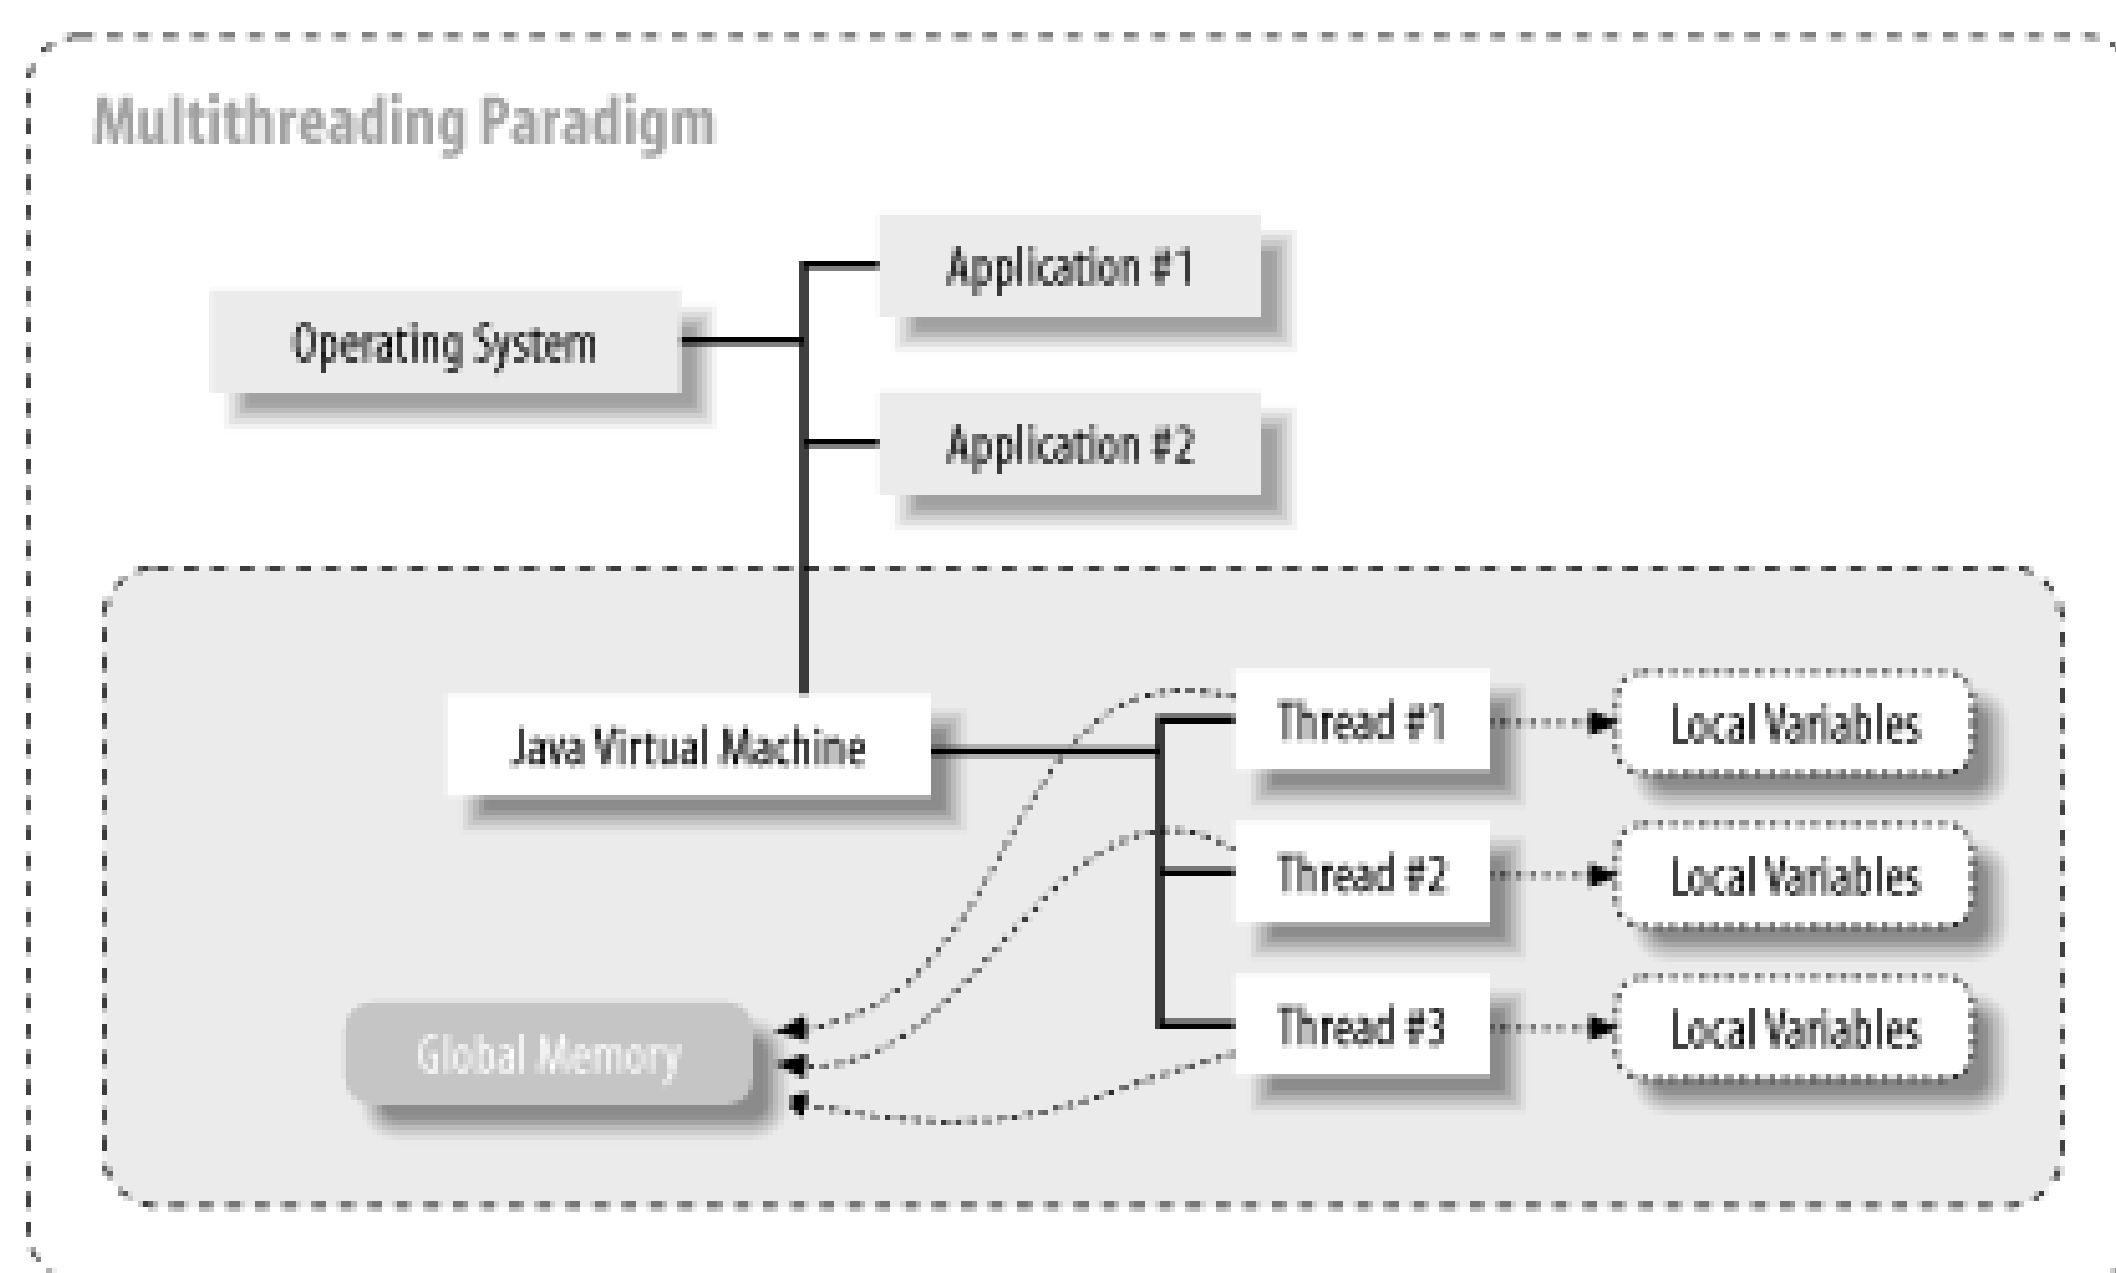 Multithreading Paradigm
Application #1
Operating System
Application #2
Java Virtual Machine
Thread #1
Local Variables
Thread #2
Local Variables
Thread #3
Local Variables
Global Memory